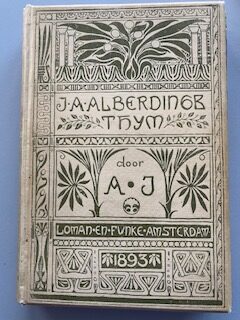 J·A·ALBERDINGK
THYM
door
A·J
LOMAN·EN·FUNKE·AMSTERDAM
1893